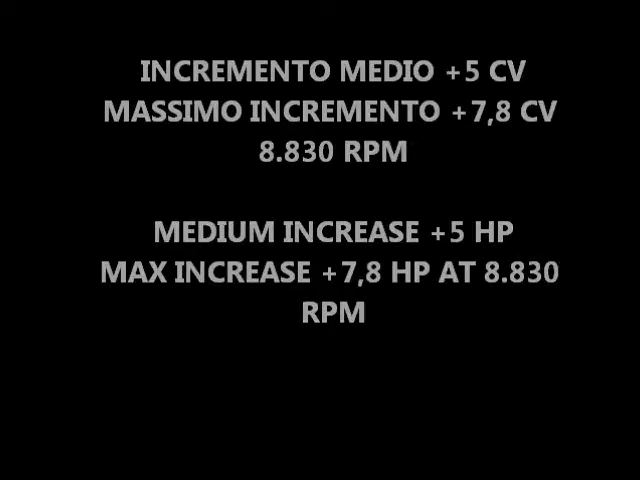 INCREMENTO MEDIO +5 CV
MASSIMO INCREMENTO +7,8 CV
8.830 RPM
MEDIUM INCREASE +5 HP
MAX INCREASE +7,8 HP AT 8.830
RPM